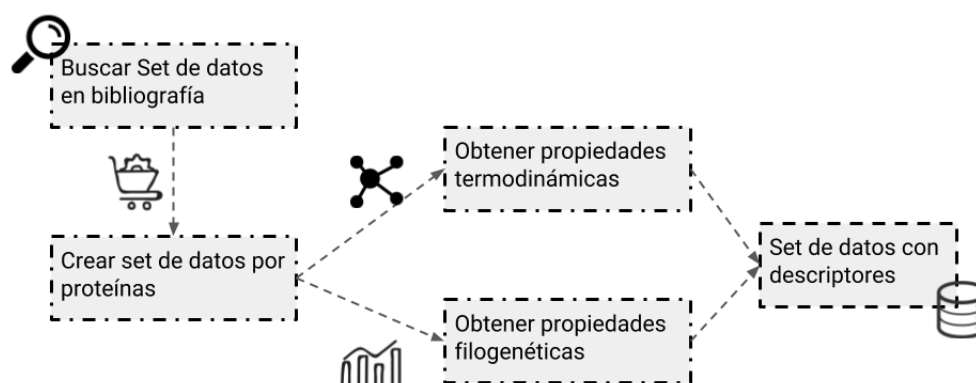 Buscar Set de datos
en bibliografía
Obtener propiedades
termodinámicas
Crear set de datos por
proteínas
Set de datos con
descriptores
Obtener propiedades
filogenéticas